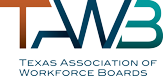 TAWB
TEXAS ASSOCIATION OF
WORKFORCE BOARDS